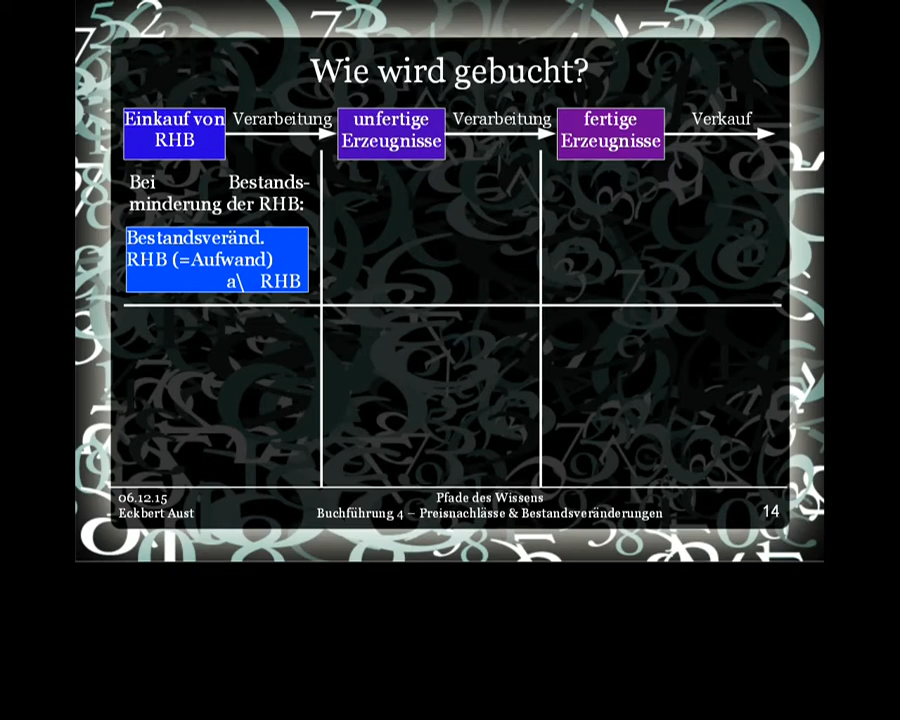 Wie wird gebucht?
Einkauf von
RHB
Verarbeitung
unfertige
Erzeugnisse
Verarbeitung
fertige
Erzeugnisse
Verkauf
Bei Bestands-
minderung der RHB:
Bestandsveränd.
RHB (=Aufwand)
a\ RHB
06.12.15
Eckbert Aust
Pfade des Wissens
Buchführung 4 – Preisnachlässe & Bestandsveränderungen
14